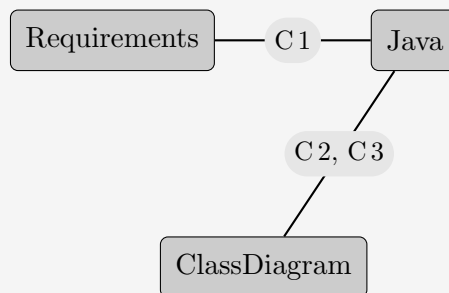 Requirements
C 1
Java
C 2, C 3
ClassDiagram